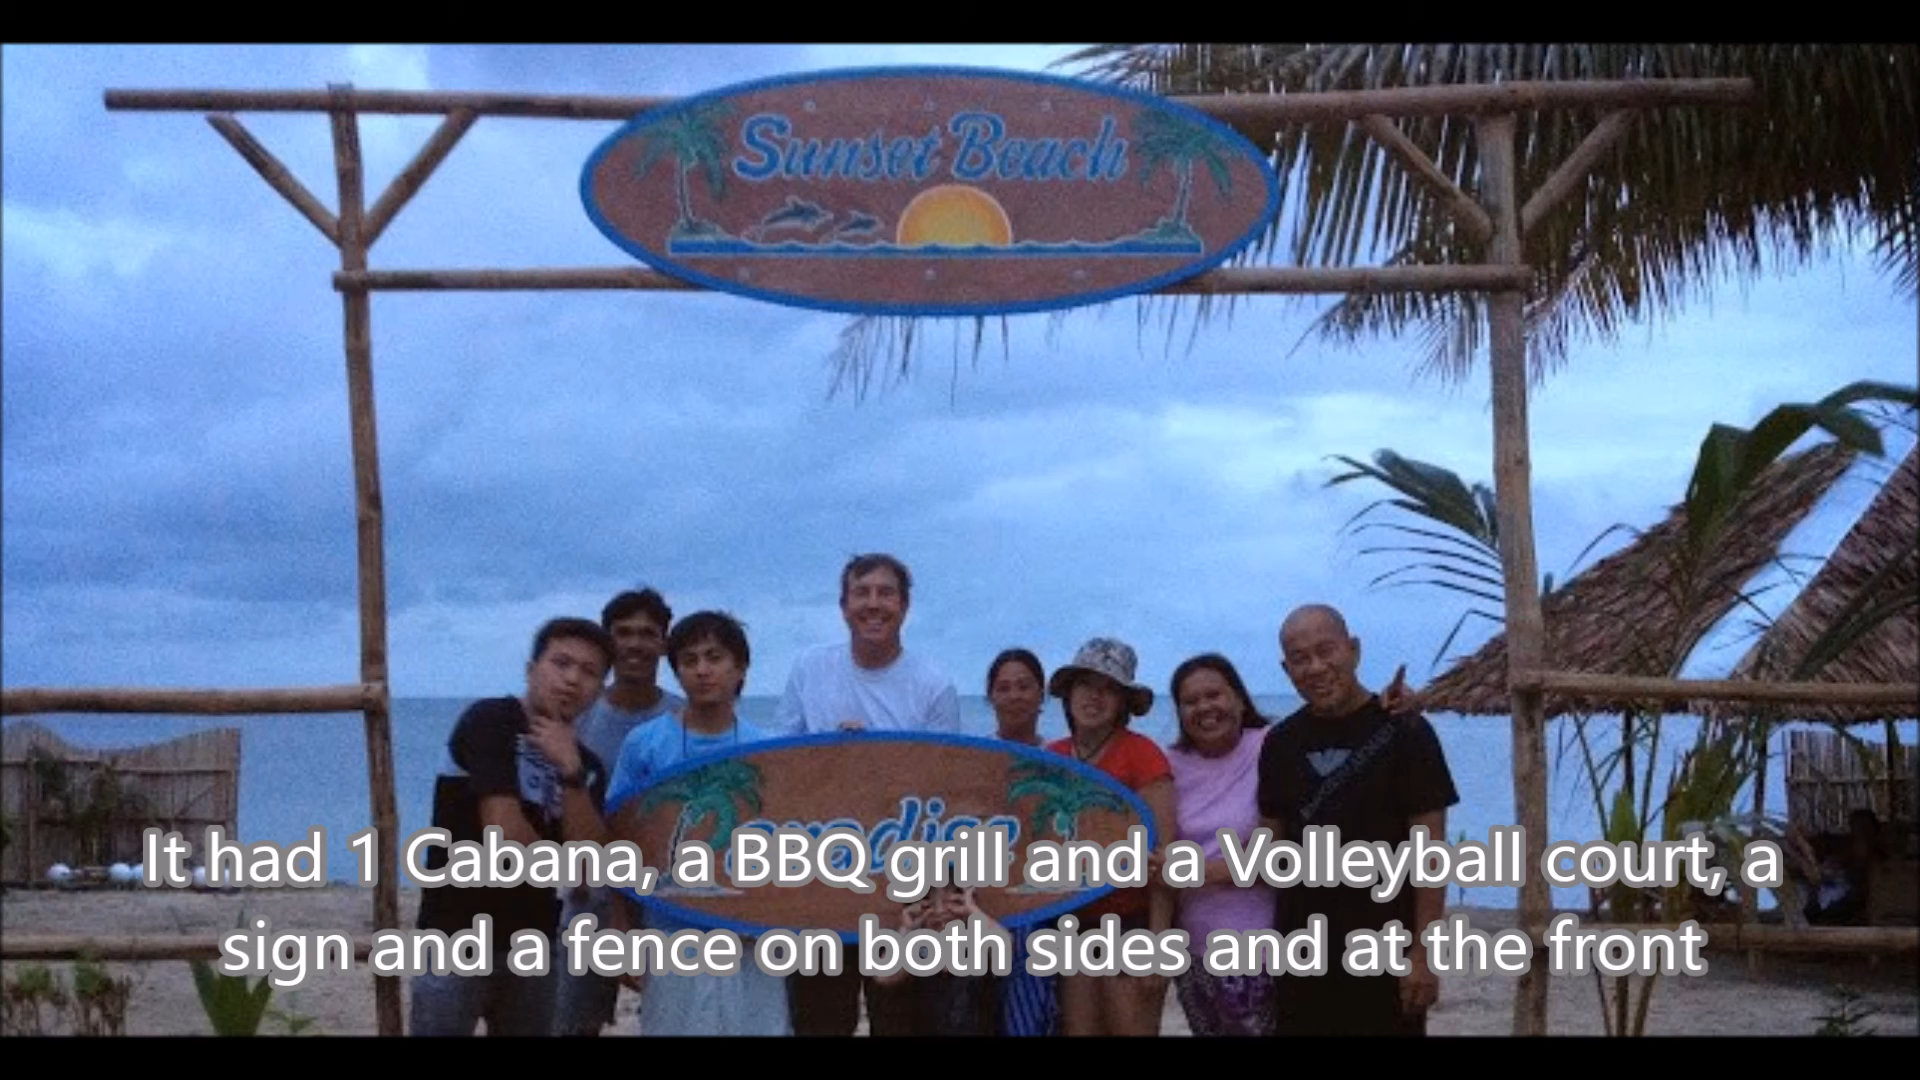 Sunset Beach
Paradise
It had 1 Cabana, a BBQ grill and a Volleyball court, a
sign and a fence on both sides and at the front